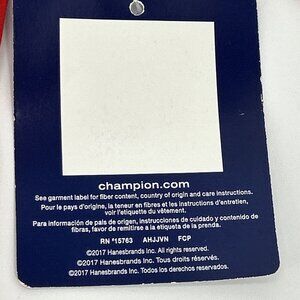 champion.com
See garment label for fiber content, country of origin and care instructions.
Pour le pays d'origine, la teneur en fibres et les instructions d'entretien,
voir l'etiquette du vêtement.
Para información de país de origen, instrucciones de cuidado y contenido de
fibras, favor de remitirse a la etiqueta de la prenda.
RN #15763 AHJJVN FCP
©2017 Hanesbrands Inc. All rights reserved.
©2017 Hanesbrands Inc. Tous droits réservés.
©2017 Hanesbrands Inc. Todos los derechos reservados.